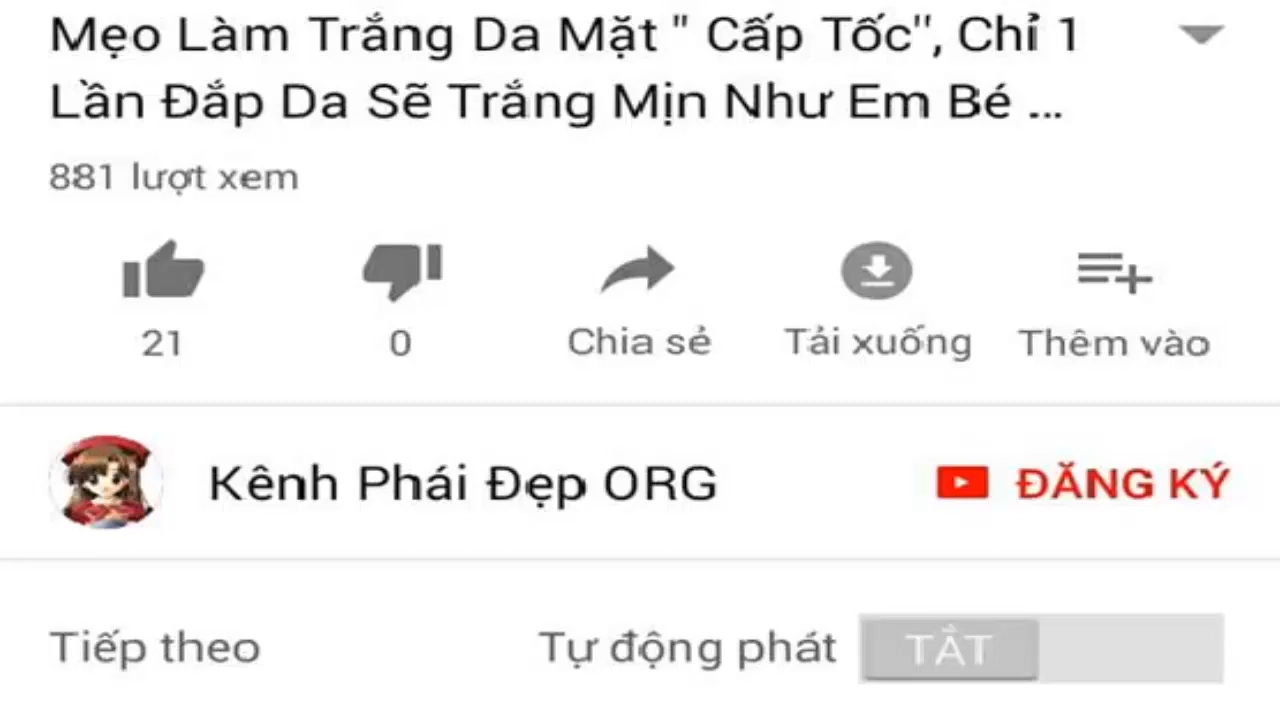 Mẹo Làm Trắng Da Mặt " Cấp Tốc", Chỉ 1
Lần Đắp Da Sẽ Trắng Mịn Như Em Bé ...
881 lượt xem
21
0
Chia sẻ
Tải xuống
Thêm vào
Kênh Phái Đẹp ORG
ĐĂNG KÝ
Tiếp theo
Tự động phát
TẮT